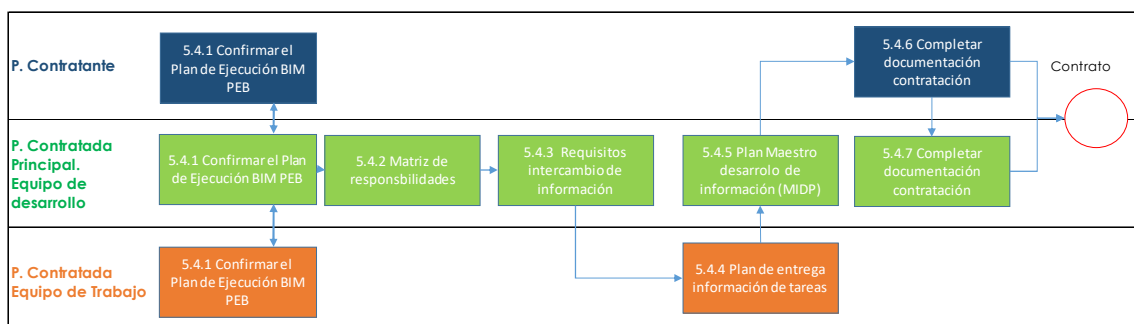 P. Contratante
5.4.1 Confirmar el
Plan de Ejecución BIM
PEB
5.4.6 Completar
documentación
contratación
Contrato
P. Contratada
Principal.
Equipo de
desarrollo
5.4.1 Confirmar el Plan
de Ejecución BIM PEB
5.4.2 Matriz de
responsbilidades
5.4.3 Requisitos
intercambio de
información
5.4.5 Plan Maestro
desarrolo de
información (MIDP)
5.4.7 Completar
documentación
contratación
P. Contratada
Equipo de Trabajo
5.4.1 Confirmar el
Plan de Ejecución BIM
PEB
5.4.4 Plan de entrega
información de tareas